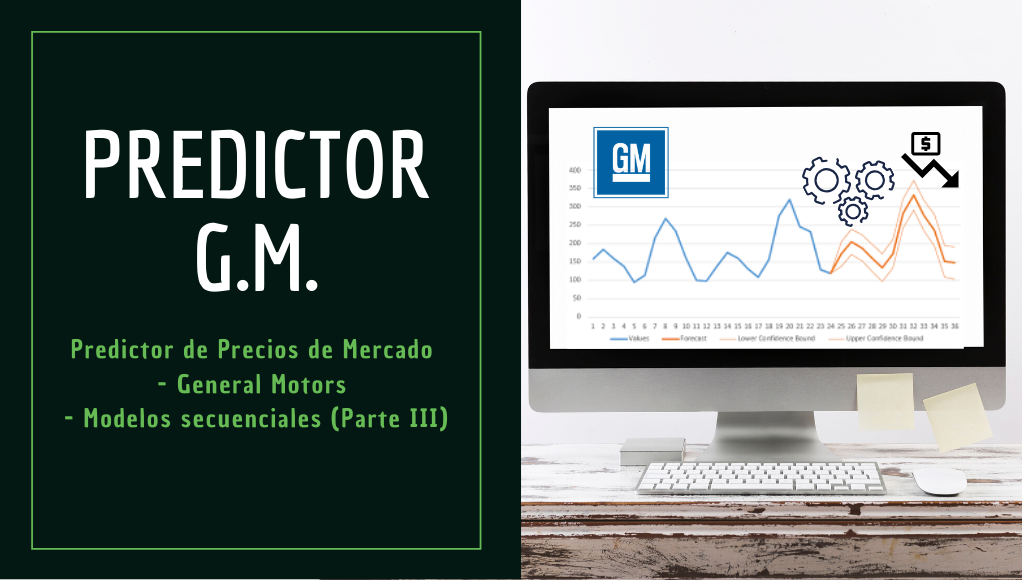 PREDICTOR
G.M.
Predictor de Precios de Mercado
- General Motors
- Modelos secuenciales (Parte III)
GM
$
400
350
300
250
200
150
100
50
0
1 2 3 4 5 6 7 8 9 10 11 12 13 14 15 16 17 18 19 20 21 22 23 24 25 26 27 28 29 30 31 32 33 34 35 36
Values Forecast Lower Confidence Bound Upper Confidence Bound